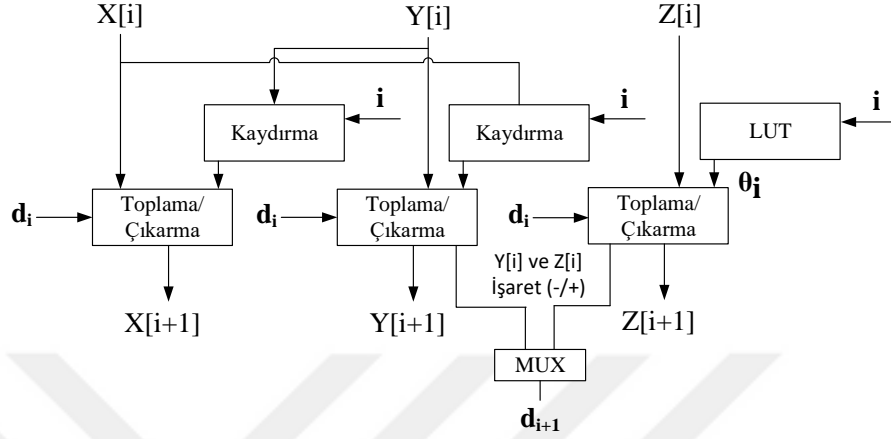 X[i]
Y[i]
Z[i]
i
i
i
Kaydırma
Kaydırma
LUT
θi
di
Toplama/
Çıkarma
di
Toplama/
Çıkarma
di
Toplama/
Çıkarma
Y[i] ve Z[i]
İşaret (-/+)
X[i+1]
Y[i+1]
Z[i+1]
MUX
di+1